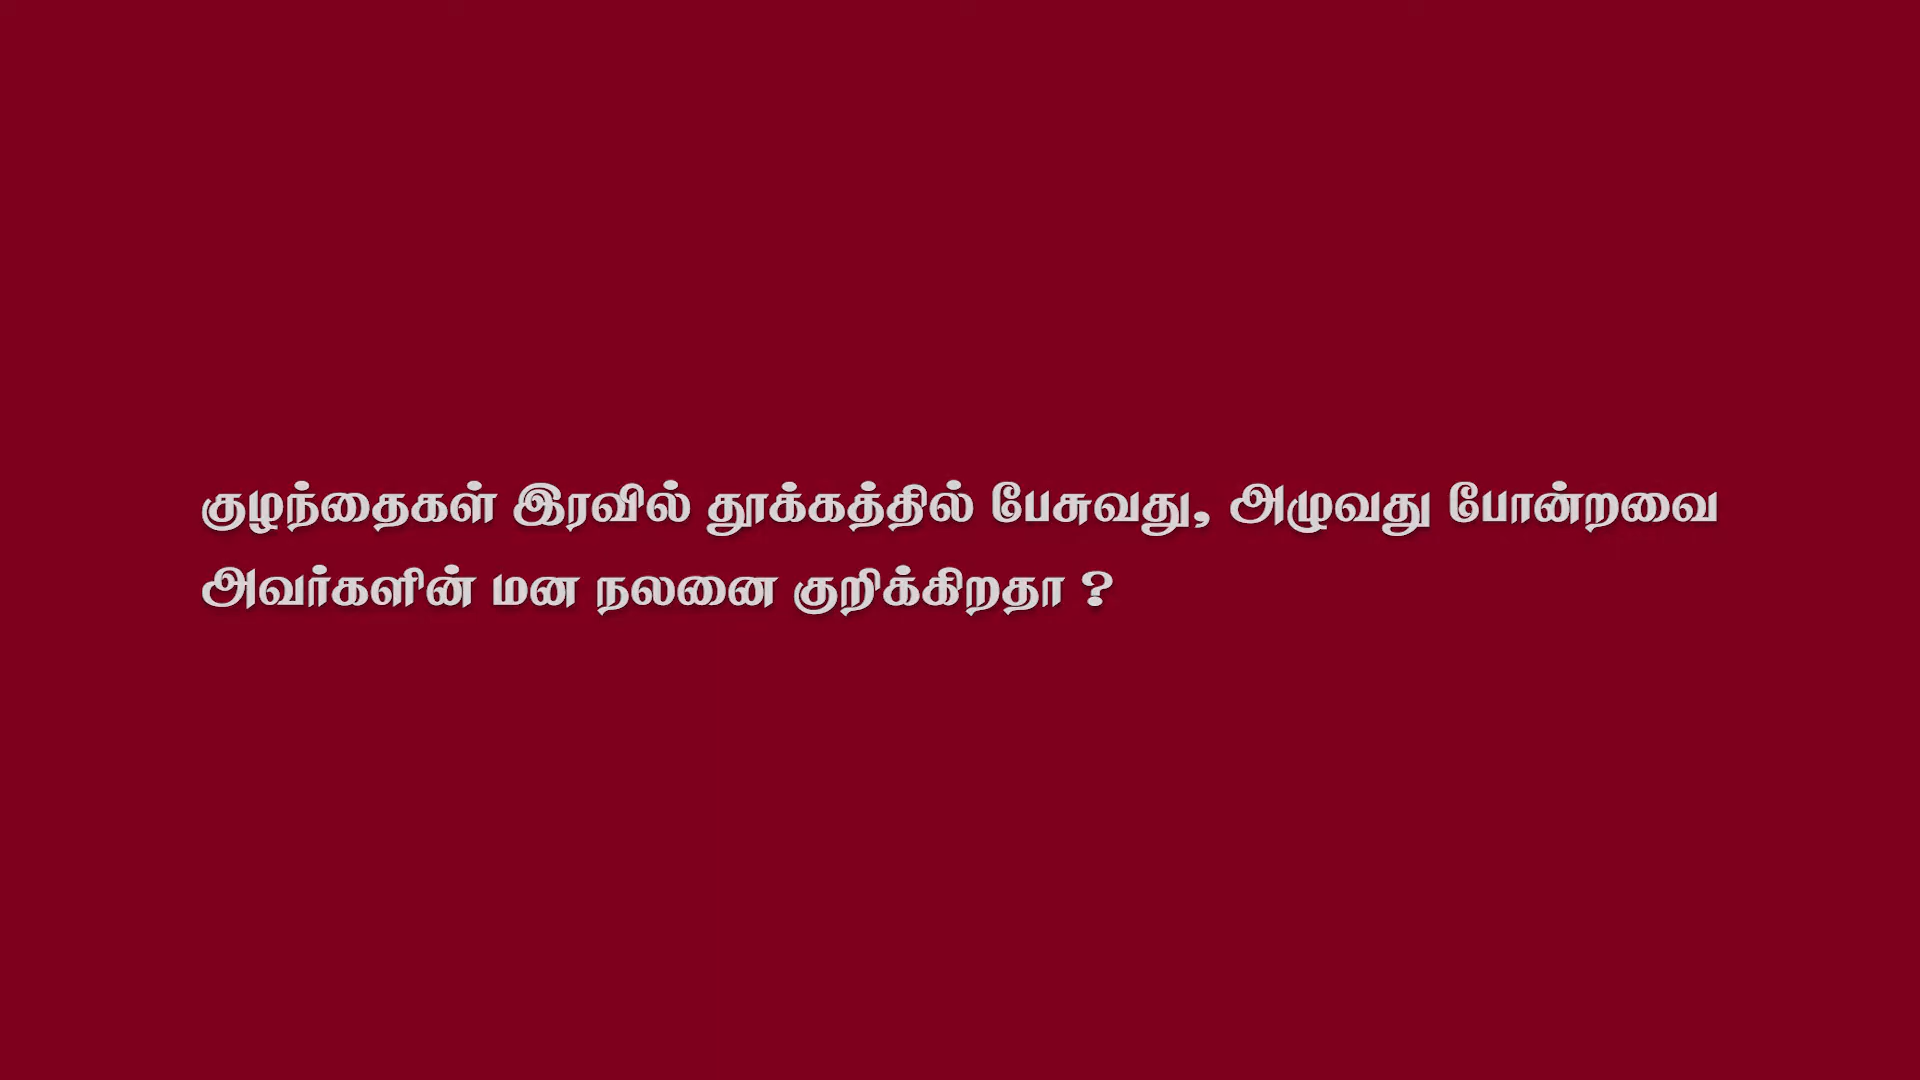 குழந்தைகள் இரவில் தூக்கத்தில் பேசுவது, அழுவது போன்றவை
அவர்களின் மன நலனை குறிக்கிறதா ?